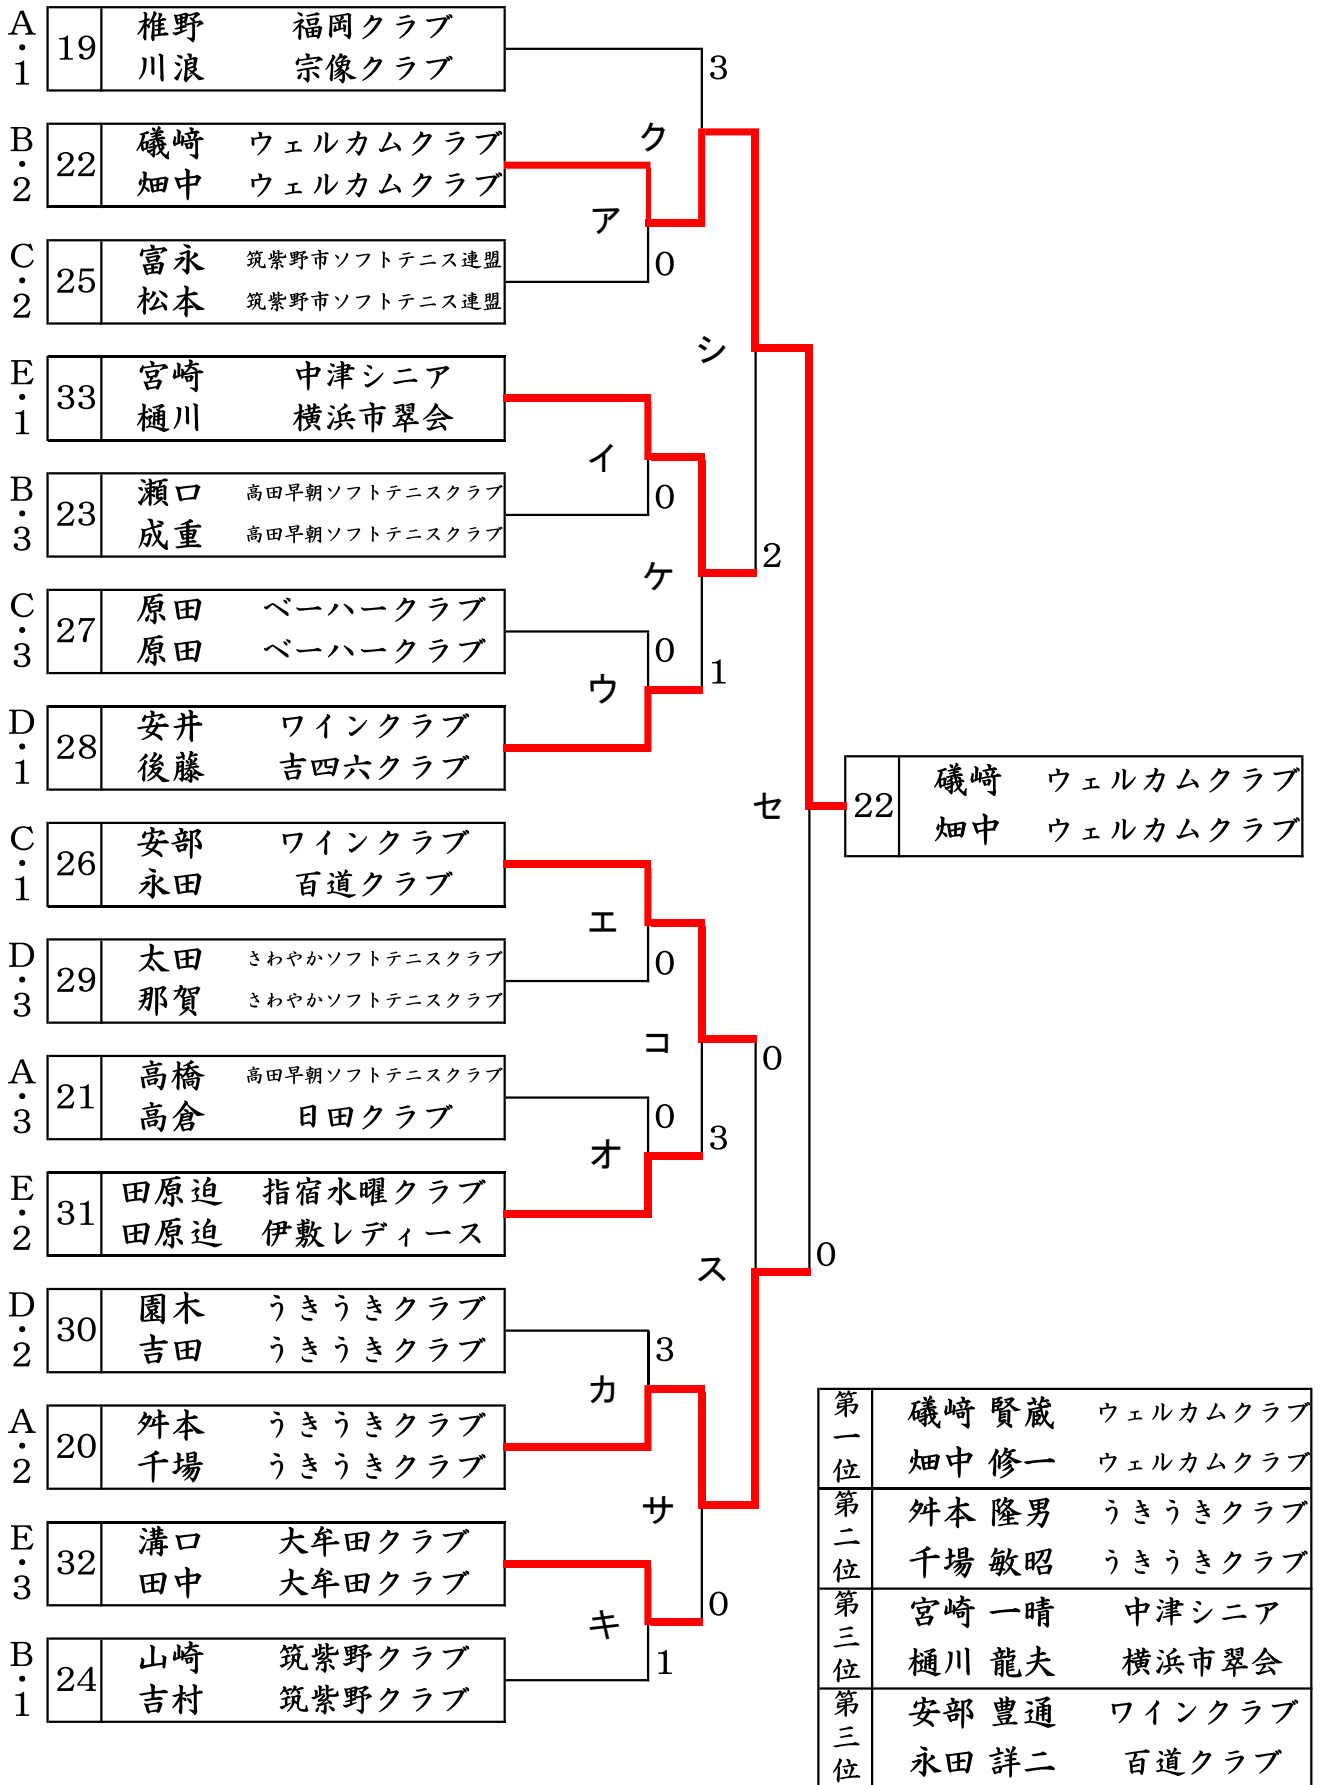 A・1 19 椎野 福岡クラブ
川浪 宗像クラブ
3
B・2 22 礒﨑 ウェルカムクラブ
畑中 ウェルカムクラブ
ク
ア
C・2 25 富永 筑紫野市ソフトテニス連盟
松本 筑紫野市ソフトテニス連盟
0
シ
E・1 33 宮崎 中津シニア
樋川 横浜市翠会
イ
B・3 23 瀬口 高田早朝ソフトテニスクラブ
成重 高田早朝ソフトテニスクラブ
0
2
ケ
C・3 27 原田 ベーハークラブ
原田 ベーハークラブ
0
1
ウ
D・1 28 安井 ワインクラブ
後藤 吉四六クラブ
セ
22 礒﨑 ウェルカムクラブ
畑中 ウェルカムクラブ
C・1 26 安部 ワインクラブ
永田 百道クラブ
エ
D・3 29 太田 さわやかソフトテニスクラブ
那賀 さわやかソフトテニスクラブ
0
コ
0
A・3 21 高橋 高田早朝ソフトテニスクラブ
高倉 日田クラブ
0
3
オ
E・2 31 田原迫 指宿水曜クラブ
田原迫 伊敷レディース
ス
0
D・2 30 園木 うきうきクラブ
吉田 うきうきクラブ
3
カ
A・2 20 舛本 うきうきクラブ
千場 うきうきクラブ
サ
E・3 32 溝口 大牟田クラブ
田中 大牟田クラブ
0
キ
B・1 24 山崎 筑紫野クラブ
吉村 筑紫野クラブ
1
第一位 礒﨑 賢蔵 ウェルカムクラブ
畑中 修一 ウェルカムクラブ
第二位 舛本 隆男 うきうきクラブ
千場 敏昭 うきうきクラブ
第三位 宮崎 一晴 中津シニア
樋川 龍夫 横浜市翠会
第三位 安部 豊通 ワインクラブ
永田 詳二 百道クラブ